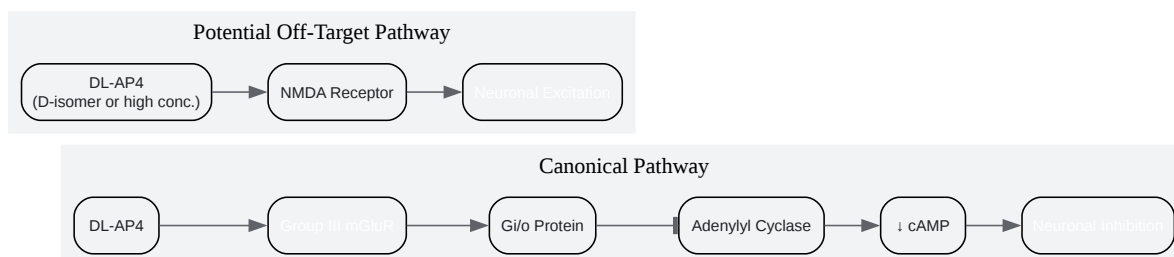 Potential Off-Target Pathway
DL-AP4
(D-isomer or high conc.)
NMDA Receptor
Neuronal Excitation
Canonical Pathway
DL-AP4
Group III mGluR
Gi/o Protein
Adenylyl Cyclase
↓ cAMP
Neuronal Inhibition